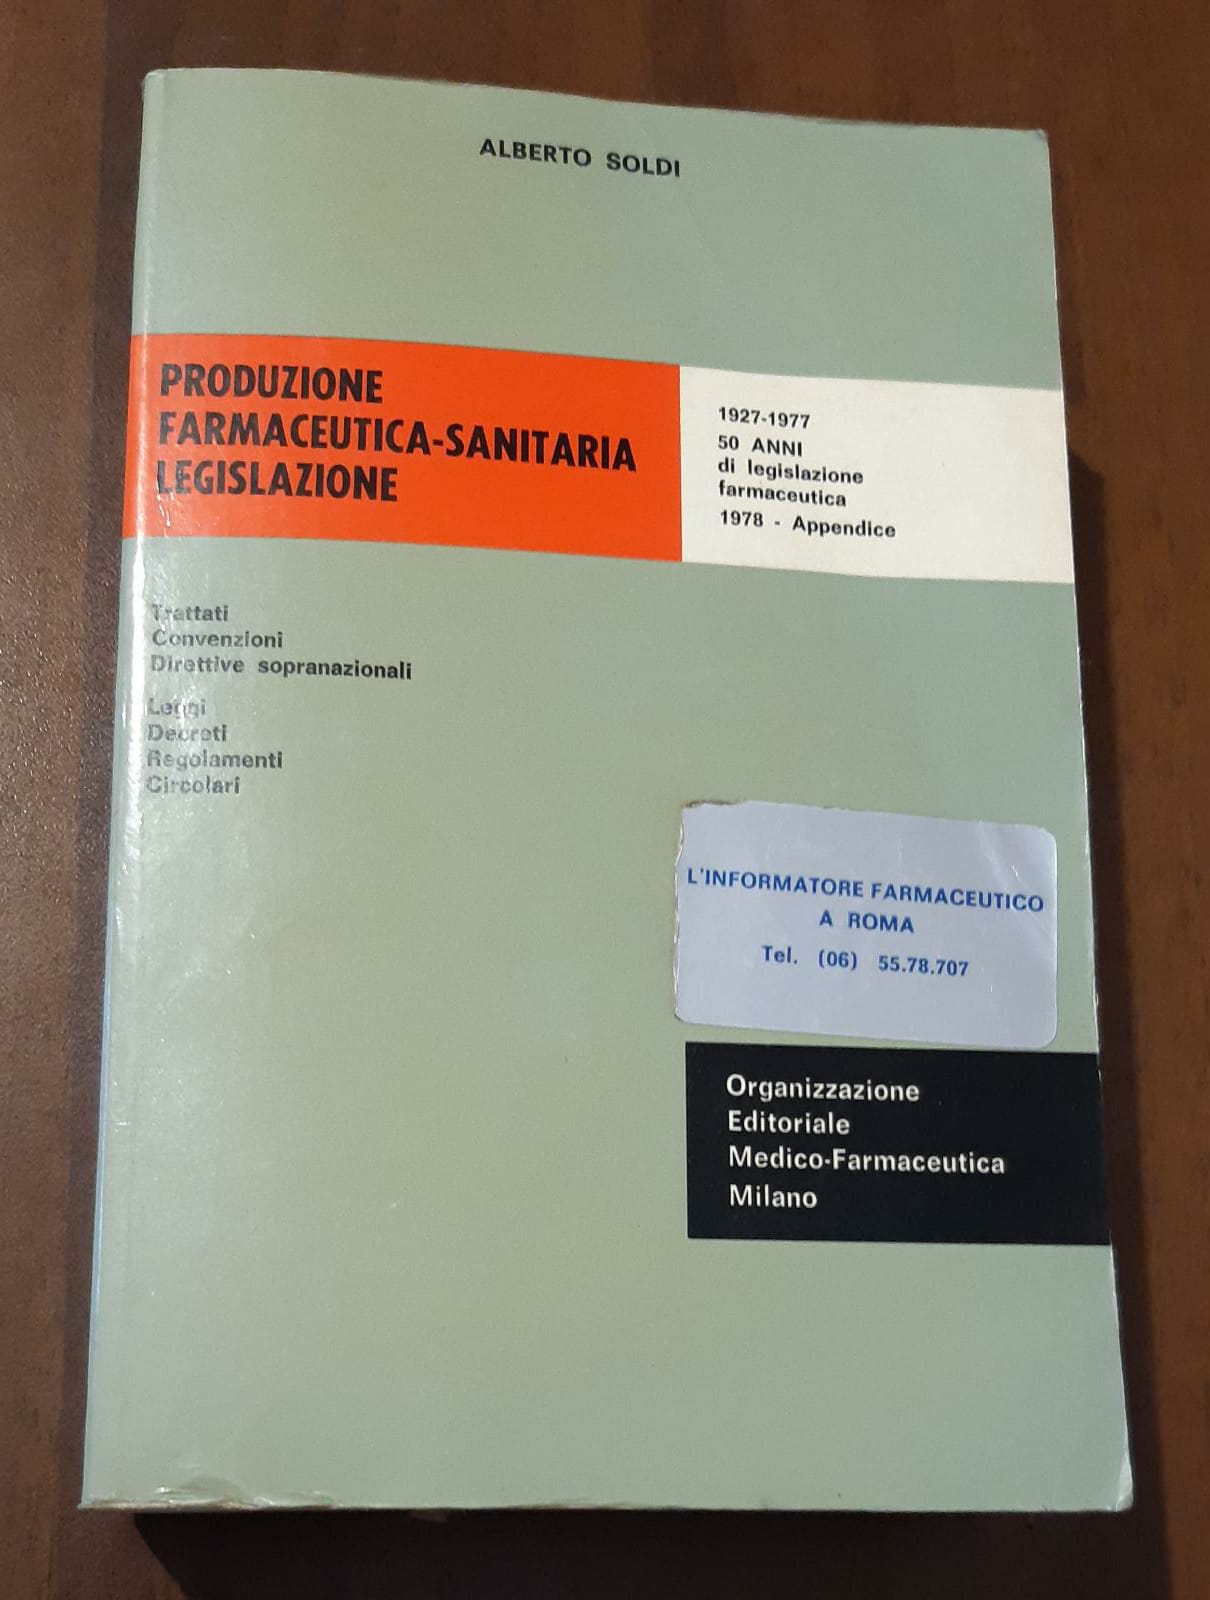 ALBERTO SOLDI
PRODUZIONE
FARMACEUTICA-SANITARIA
LEGISLAZIONE
1927-1977
50 ANNI
di legislazione
farmaceutica
1978 - Appendice
Trattati
Convenzioni
Direttive sopranazionali
Leggi
Decreti
Regolamenti
Circolari
L'INFORMATORE FARMACEUTICO
A ROMA
Tel. (06) 55.78.707
Organizzazione
Editoriale
Medico-Farmaceutica
Milano